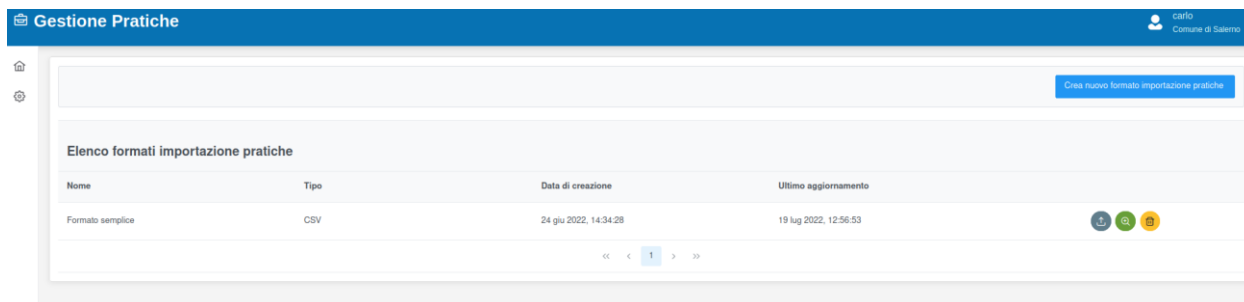 Gestione Pratiche
carlo
Comune di Salerno
Crea nuovo formato importazione pratiche
Elenco formati importazione pratiche
Nome Tipo Data di creazione Ultimo aggiornamento
Formato semplice CSV 24 giu 2022, 14:34:28 19 lug 2022, 12:56:53
<< < 1 > >>